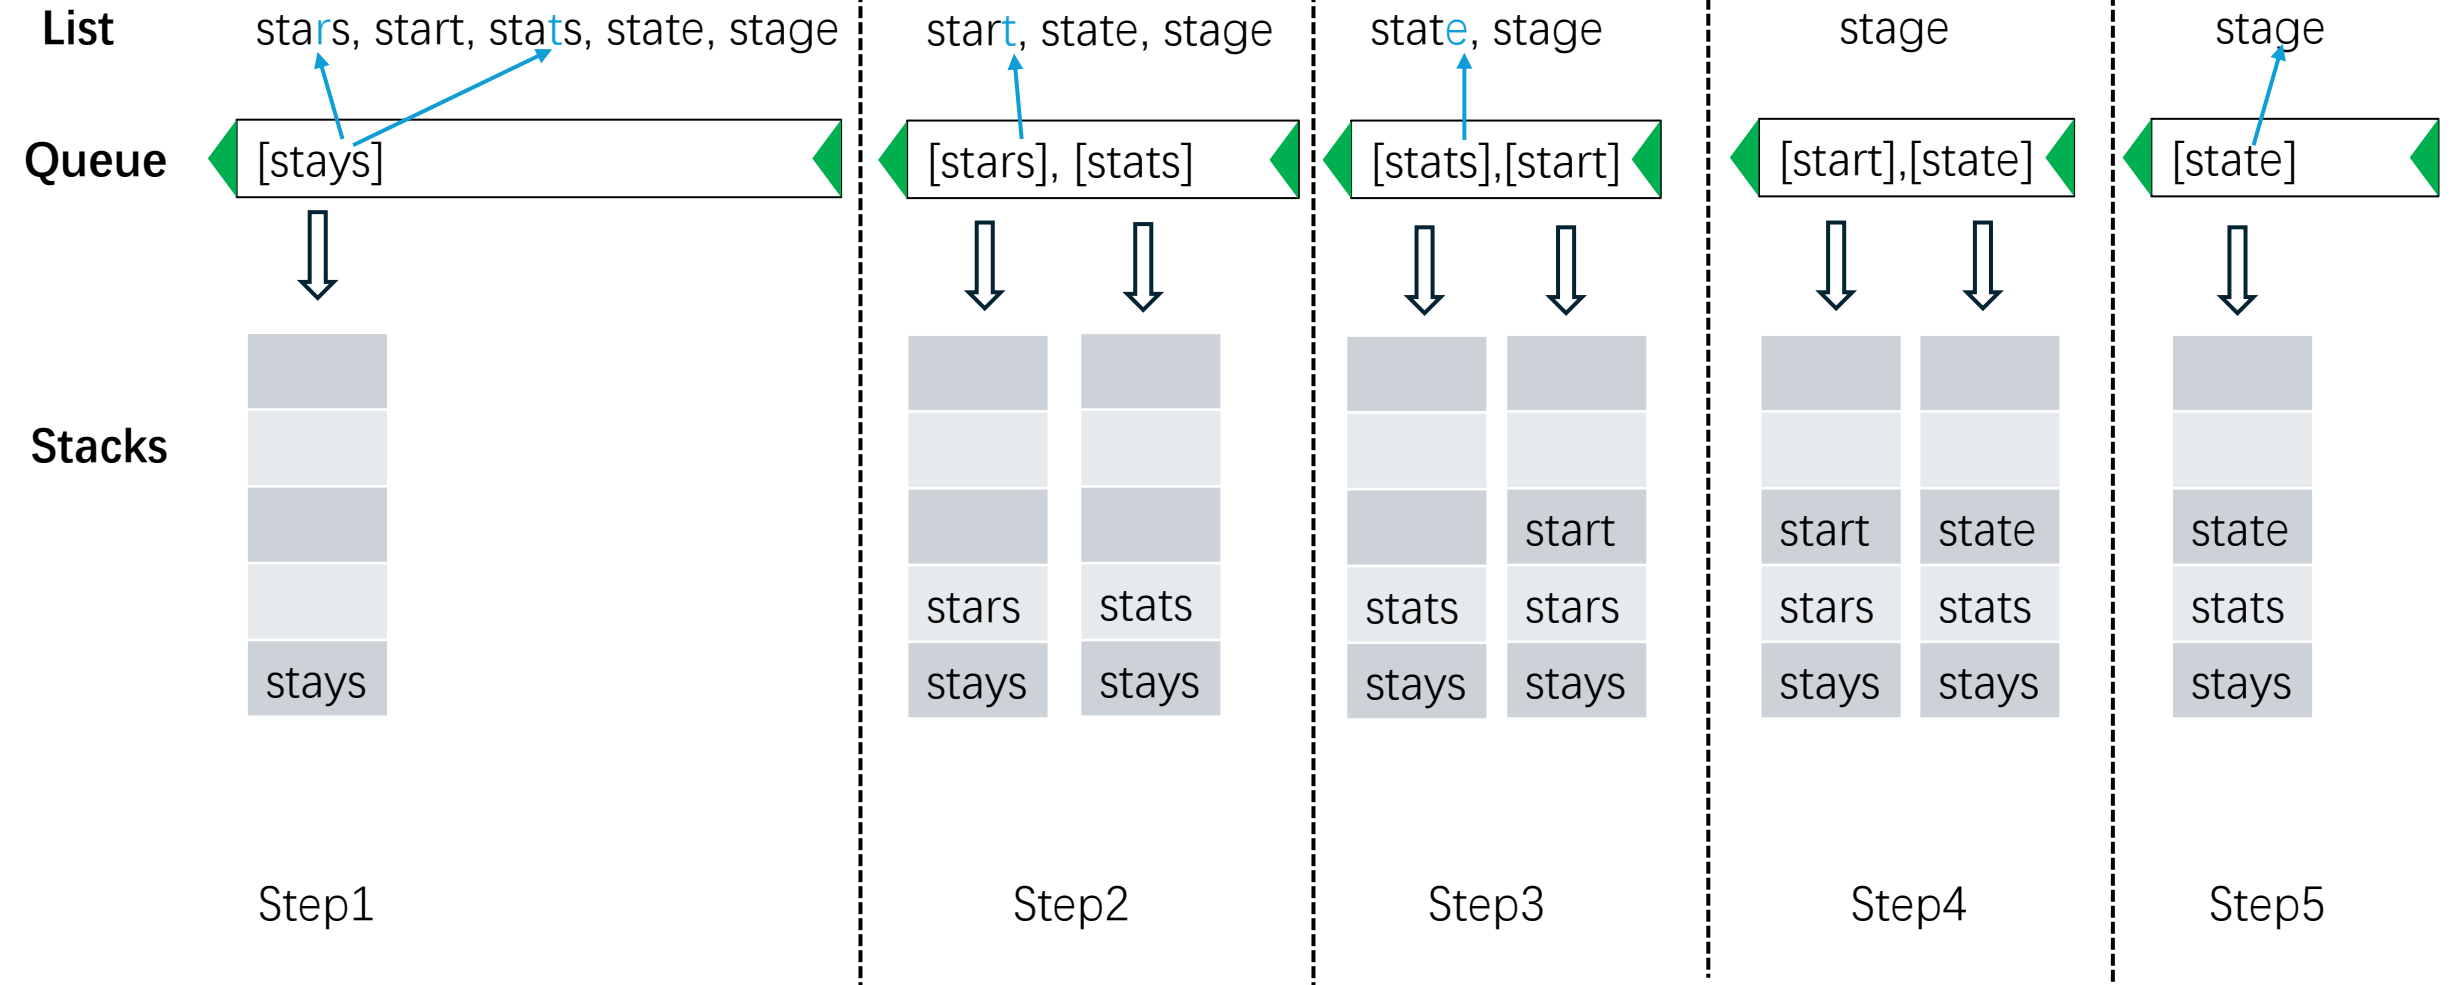 List
stars, start, stats, state, stage
start, state, stage
state, stage
stage
stage
Queue
[stays]
[stars], [stats]
[stats],[start]
[start],[state]
[state]
Stacks
stays
stars
stays
stats
stays
stats
stays
start
stars
stays
start
stars
stays
state
stats
stays
state
stats
stays
Step1
Step2
Step3
Step4
Step5